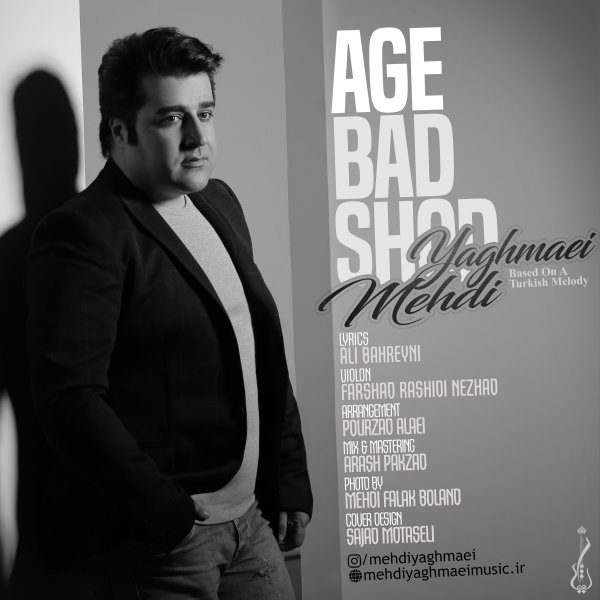 AGE
BAD
SHOD
Yaghmaei
Mehdi
Based On A
Turkish Melody
LYRICS
ALI BAHREYNI
VIOLON
FARSHAD RASHIDI NEZHAD
ARRANGEMENT
POURZAD ALAEI
MIX & MASTERING
ARASH PAKZAD
PHOTO BY
MEHDI FALAK BOLAND
COVER DESIGN
SAJAD MOTASELI
/mehdiyaghmaei
mehdiyaghmaeimusic.ir